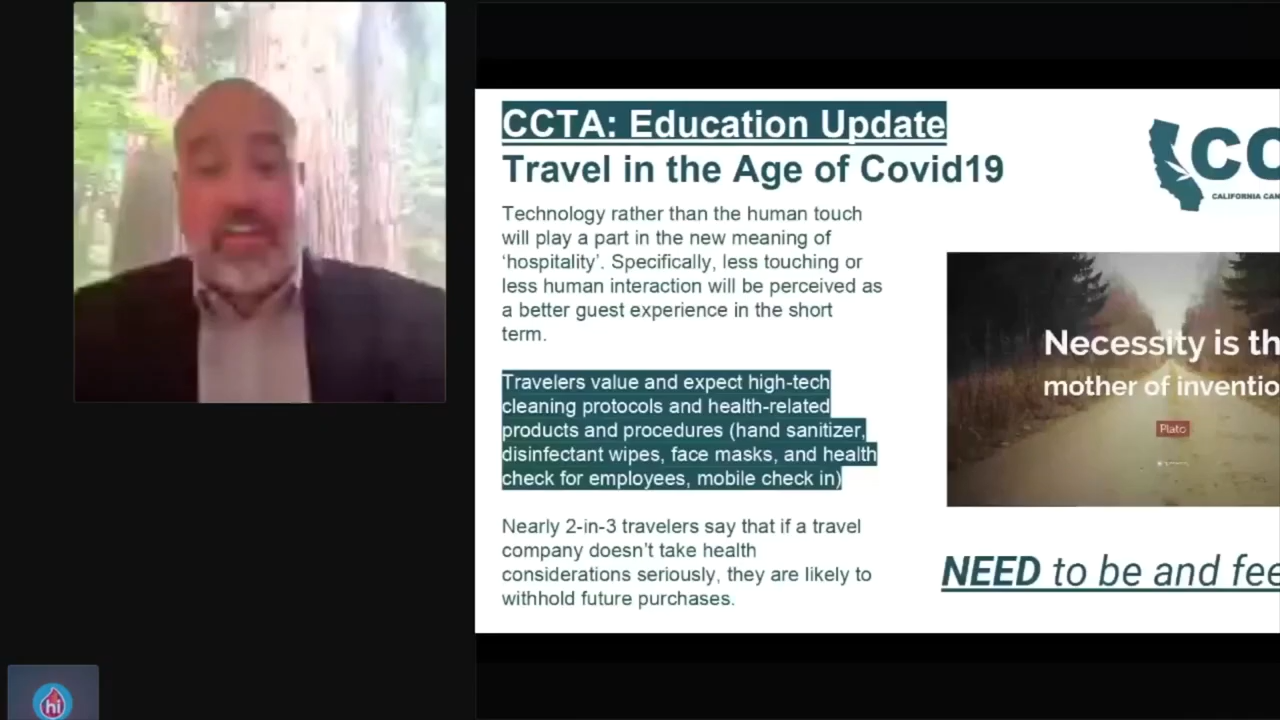 CCTA: Education Update
Travel in the Age of Covid19
CC
CALIFORNIA CAN
Technology rather than the human touch
will play a part in the new meaning of
‘hospitality’. Specifically, less touching or
less human interaction will be perceived as
a better guest experience in the short
term.
Travelers value and expect high-tech
cleaning protocols and health-related
products and procedures (hand sanitizer,
disinfectant wipes, face masks, and health
check for employees, mobile check in)
Nearly 2-in-3 travelers say that if a travel
company doesn’t take health
considerations seriously, they are likely to
withhold future purchases.
Necessity is th
mother of inventio
Plato
NEED to be and fee
hi